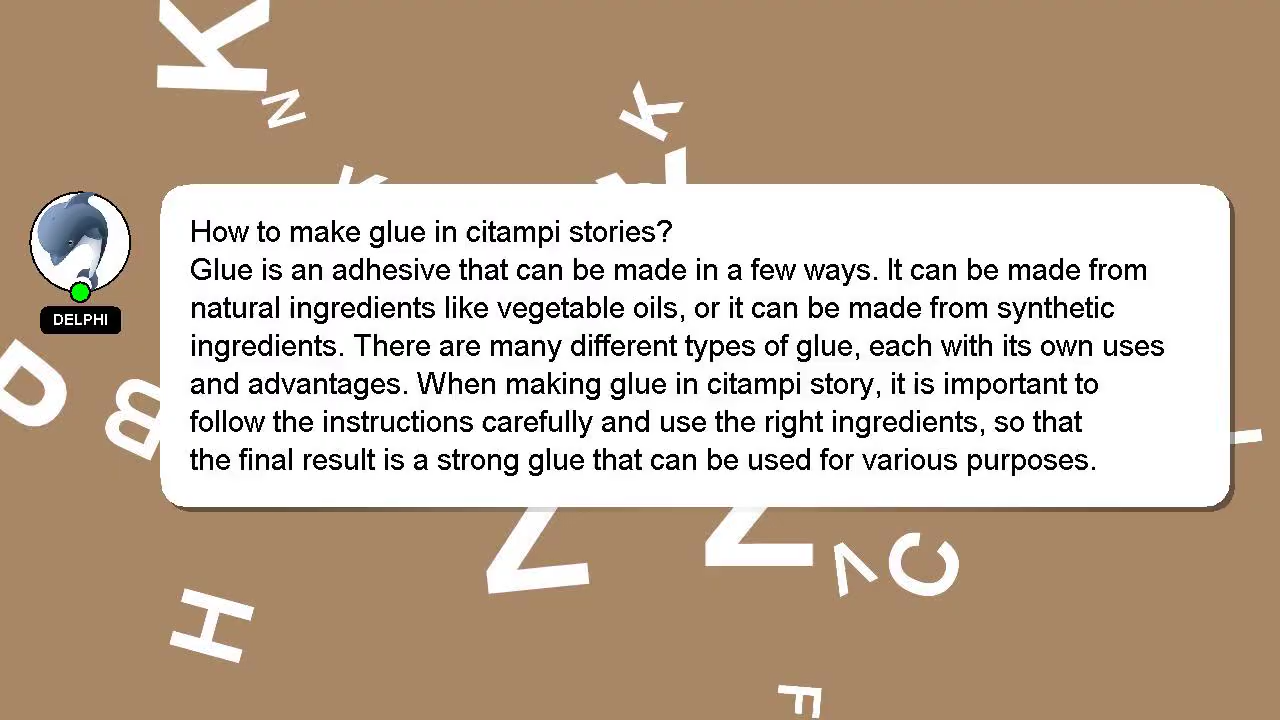 K
N
K
DELPHI
How to make glue in citampi stories?
Glue is an adhesive that can be made in a few ways. It can be made from
natural ingredients like vegetable oils, or it can be made from synthetic
ingredients. There are many different types of glue, each with its own uses
and advantages. When making glue in citampi story, it is important to
follow the instructions carefully and use the right ingredients, so that
the final result is a strong glue that can be used for various purposes.
D
B
V
C
H
F